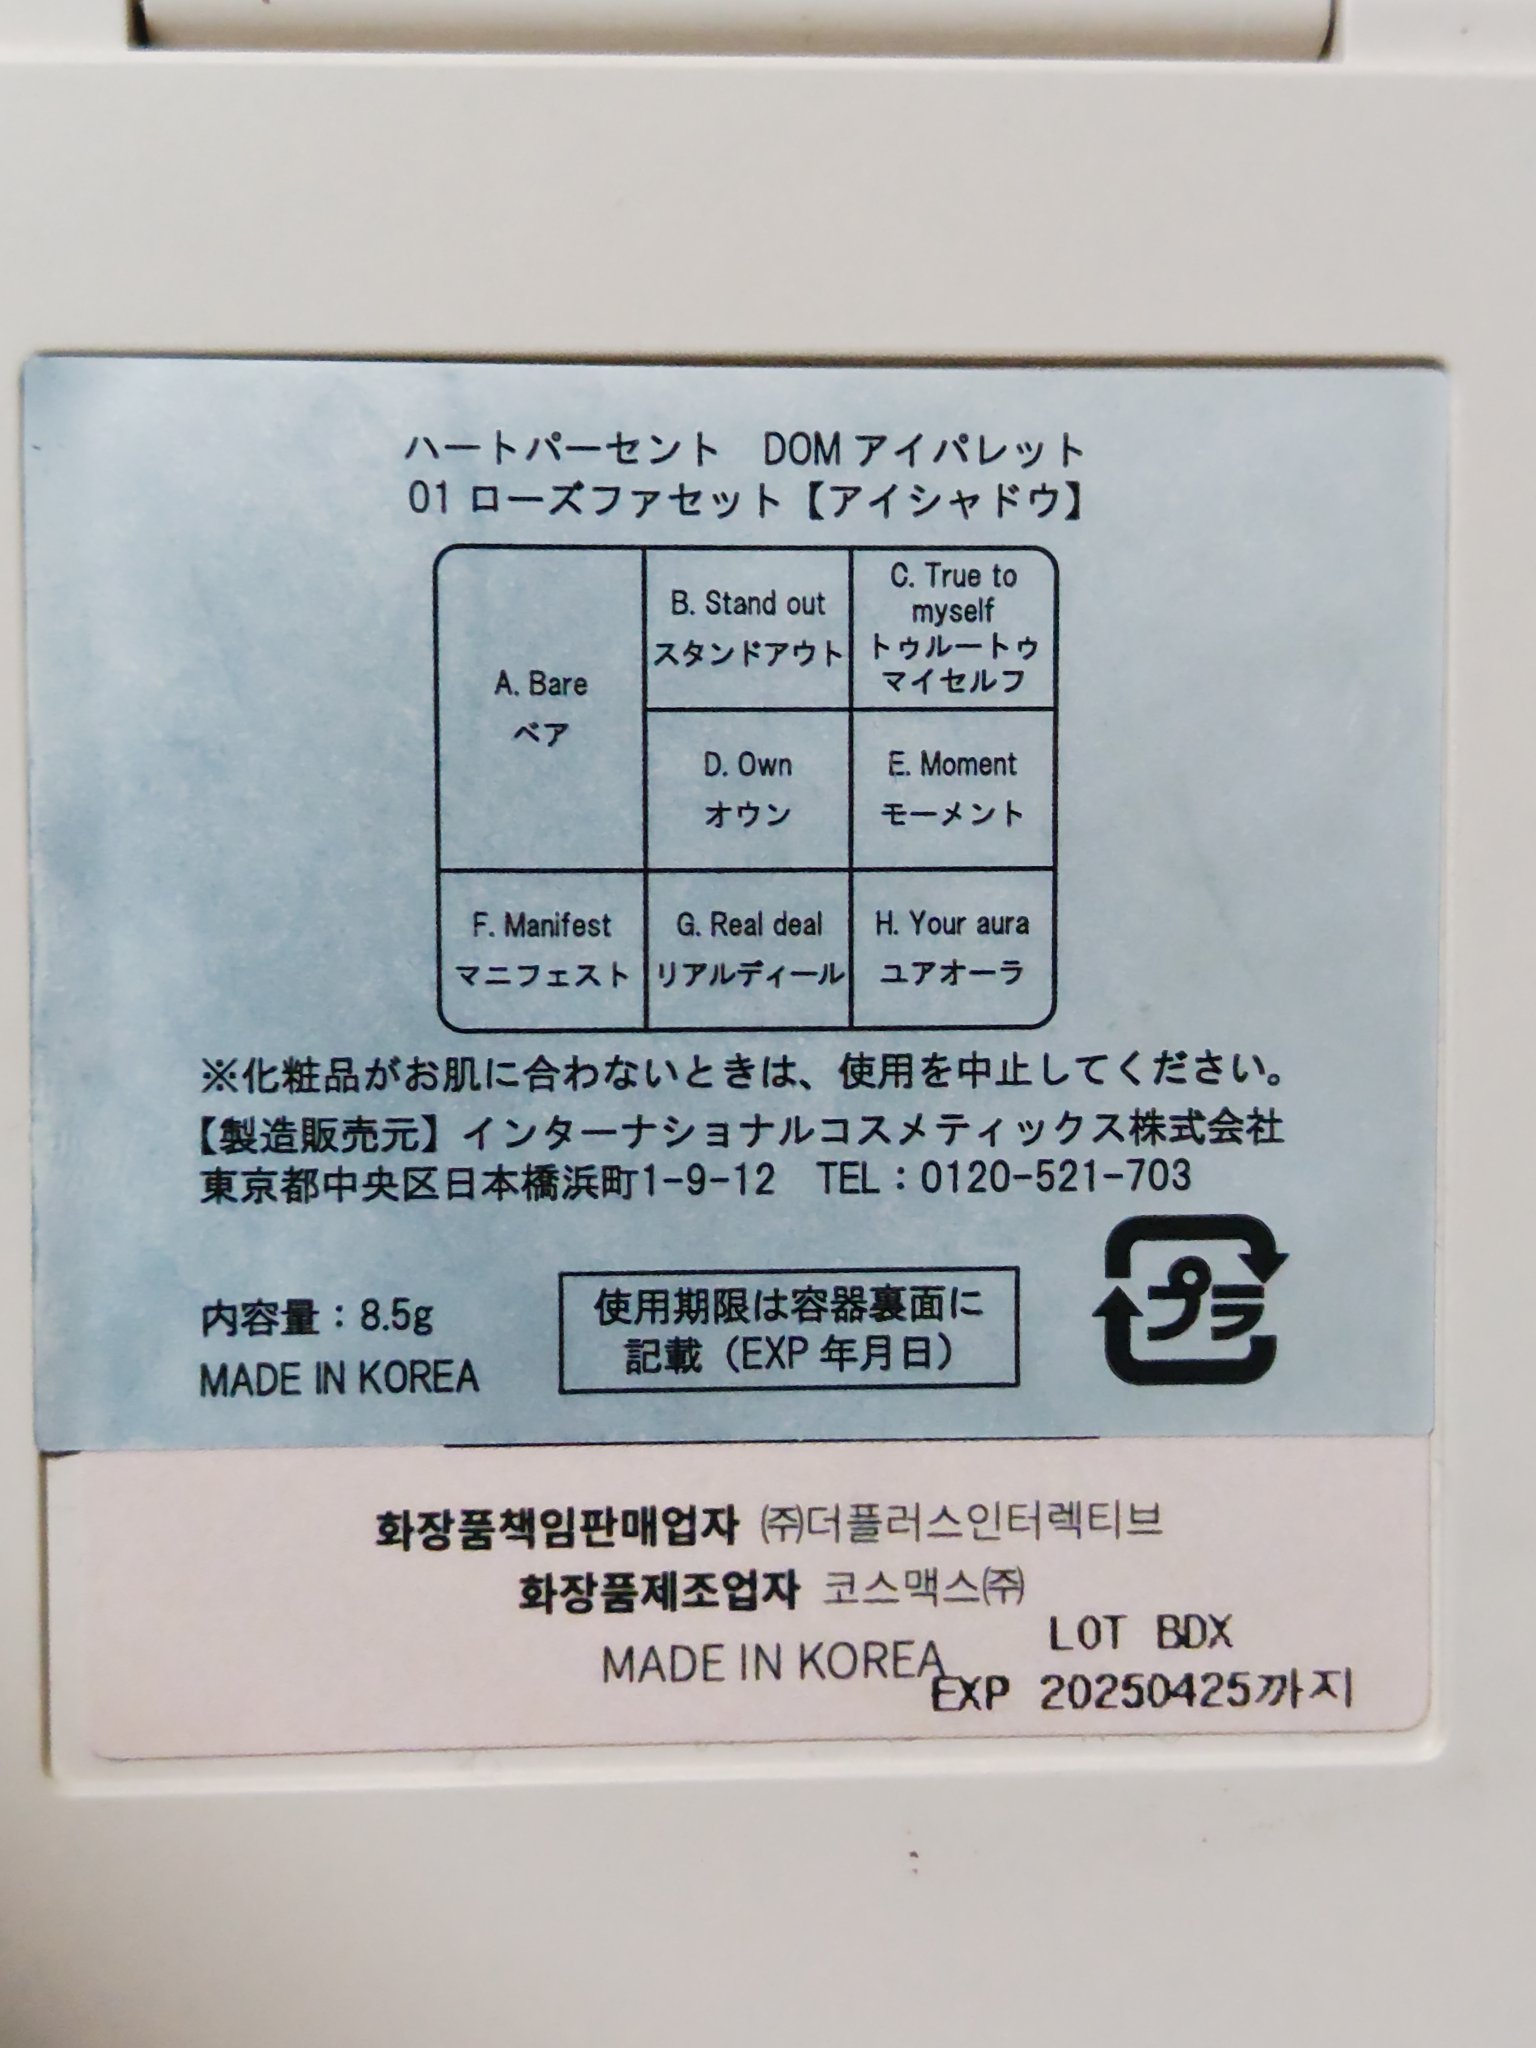 ハートパーセント DOMアイパレット
01 ローズファセット【アイシャドウ】
A. Bare
ベア
B. Stand out
スタンドアウト
C. True to
myself
トゥルートゥ
マイセルフ
D. Own
オウン
E. Moment
モーメント
F. Manifest
マニフェスト
G. Real deal
リアルディール
H. Your aura
ユアオーラ
※化粧品がお肌に合わないときは、使用を中止してください。
【製造販売元】インターナショナルコスメティックス株式会社
東京都中央区日本橋浜町1-9-12 TEL：0120-521-703
内容量：8.5g
MADE IN KOREA
使用期限は容器裏面に
記載（EXP 年月日）
プラ
화장품책임판매업자 ㈜더플러스인터렉티브
화장품제조업자 코스맥스㈜
MADE IN KOREA
LOT BDX
EXP 20250425까지